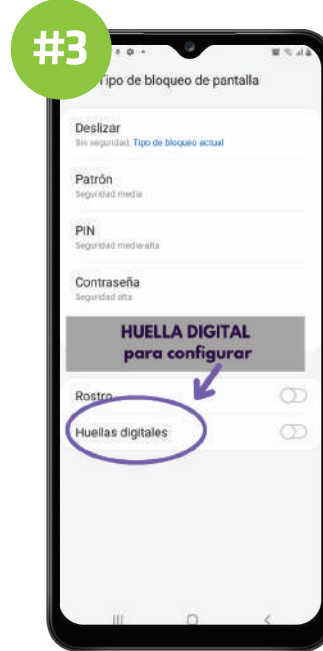 #3
Tipo de bloqueo de pantalla
Deslizar
Sin seguridad, Tipo de bloqueo actual
Patrón
Seguridad media
PIN
Seguridad media-alta
Contraseña
Seguridad alta
HUELLA DIGITAL
para configurar
Rostro
Huellas digitales